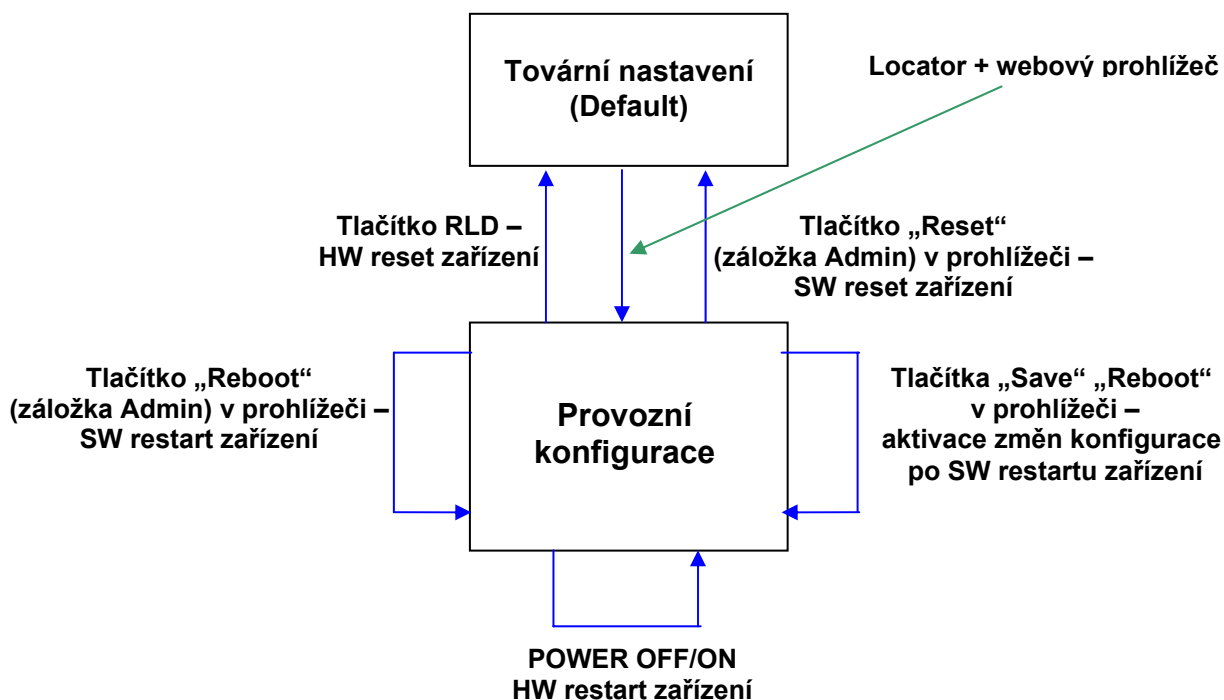 Tovární nastavení
(Default)
Locator + webový prohlížeč
Tlačítko RLD –
HW reset zařízení
Tlačítko „Reset“
(záložka Admin) v prohlížeči –
SW reset zařízení
Tlačítko „Reboot“
(záložka Admin) v prohlížeči –
SW restart zařízení
Provozní
konfigurace
Tlačítka „Save“ „Reboot“
v prohlížeči –
aktivace změn konfigurace
po SW restartu zařízení
POWER OFF/ON
HW restart zařízení